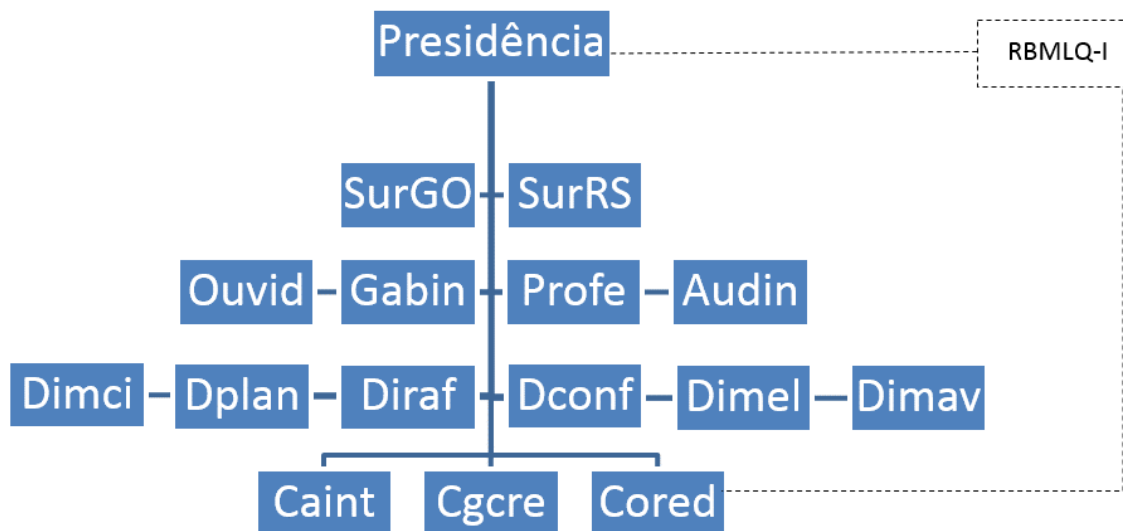 Presidência
RBMLQ-I
SurGO
SurRS
Ouvid
Gabin
Profe
Audin
Dimci
Dplan
Diraf
Dconf
Dimel
Dimav
Caint
Cgcre
Cored